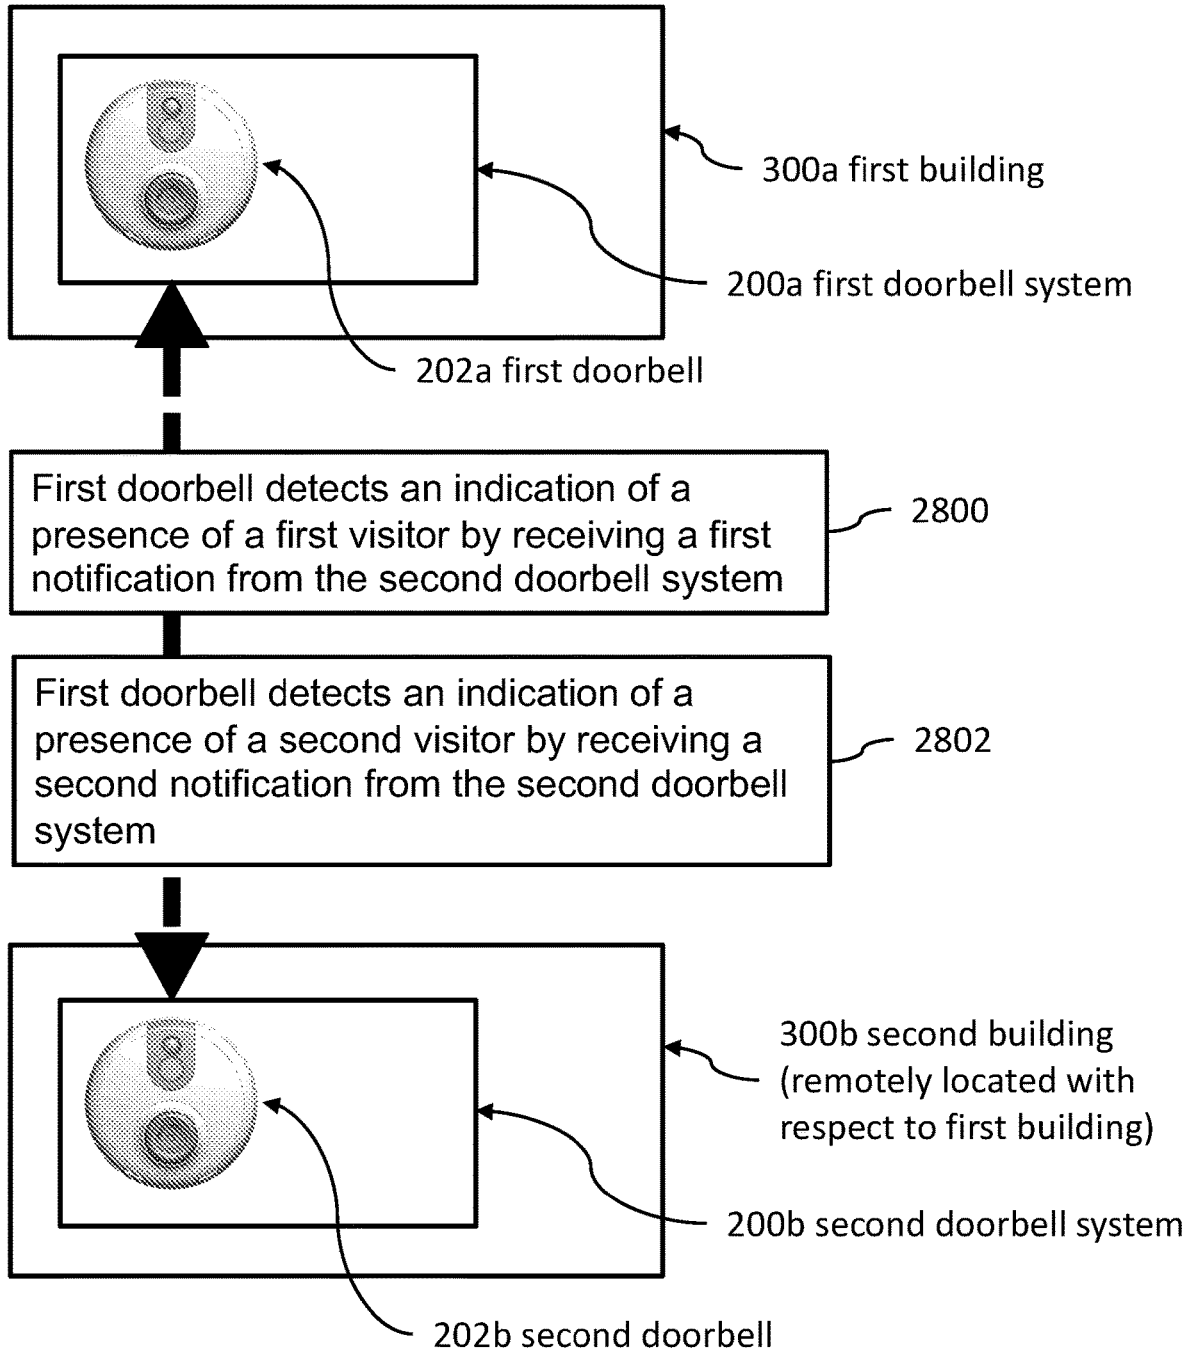 300a first building
200a first doorbell system
202a first doorbell
First doorbell detects an indication of a
presence of a first visitor by receiving a first
notification from the second doorbell system
2800
First doorbell detects an indication of a
presence of a second visitor by receiving a
second notification from the second doorbell
system
2802
300b second building
(remotely located with
respect to first building)
200b second doorbell system
202b second doorbell